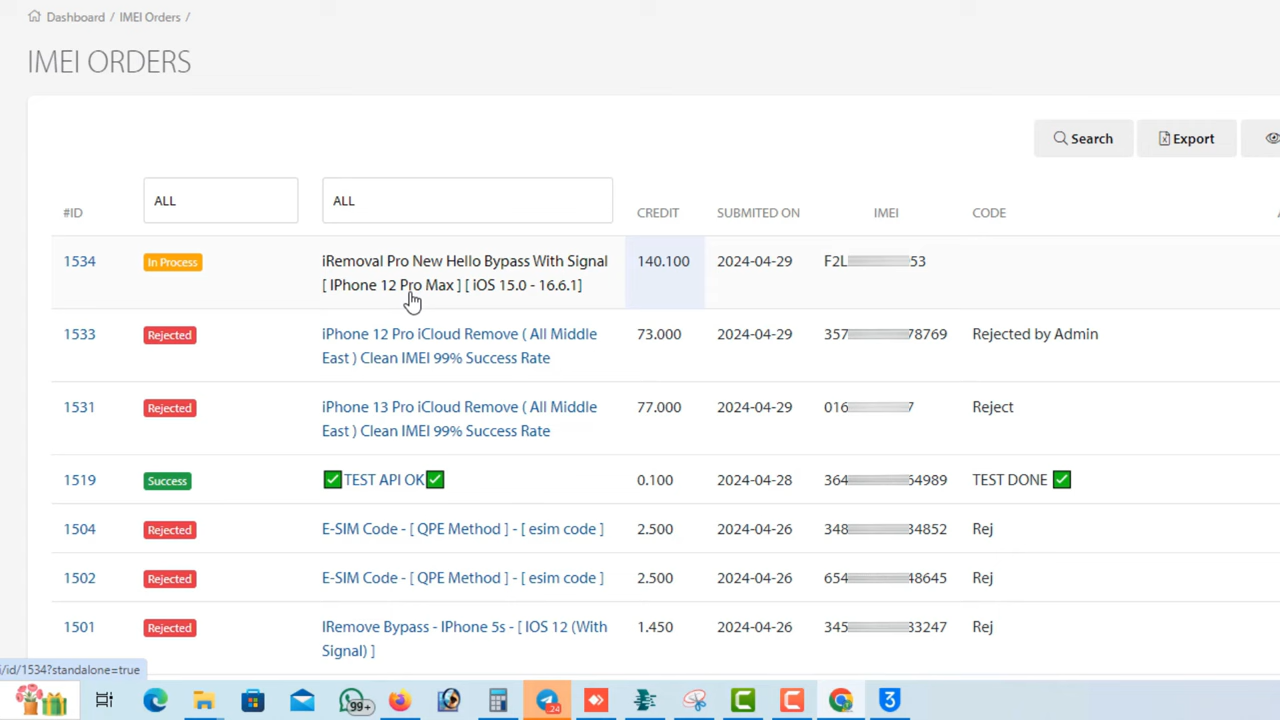 Dashboard / IMEI Orders /
IMEI ORDERS
Search Export
ALL ALL
#ID CREDIT SUBMITED ON IMEI CODE
1534 In Process iRemoval Pro New Hello Bypass With Signal 140.100 2024-04-29 F2L 53
[ IPhone 12 Pro Max ] [ iOS 15.0 - 16.6.1]
1533 Rejected iPhone 12 Pro iCloud Remove ( All Middle 73.000 2024-04-29 357 78769 Rejected by Admin
East ) Clean IMEI 99% Success Rate
1531 Rejected iPhone 13 Pro iCloud Remove ( All Middle 77.000 2024-04-29 016 7 Reject
East ) Clean IMEI 99% Success Rate
1519 Success ✅TEST API OK✅ 0.100 2024-04-28 364 64989 TEST DONE ✅
1504 Rejected E-SIM Code - [ QPE Method ] - [ esim code ] 2.500 2024-04-26 348 34852 Rej
1502 Rejected E-SIM Code - [ QPE Method ] - [ esim code ] 2.500 2024-04-26 654 48645 Rej
1501 Rejected IRemove Bypass - IPhone 5s - [ IOS 12 (With 1.450 2024-04-26 345 33247 Rej
Signal) ]
i/id/1534?standalone=true
99+ 24 3